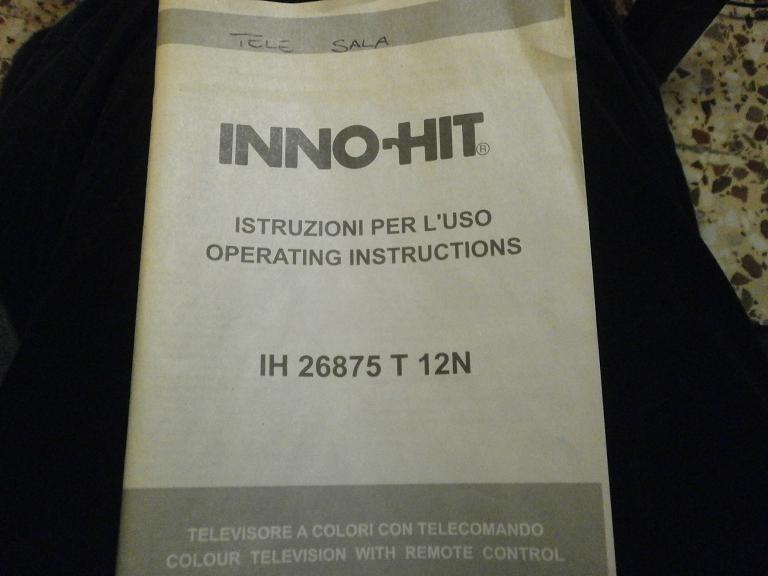 TELE SALA
INNO-HIT®
ISTRUZIONI PER L'USO
OPERATING INSTRUCTIONS
IH 26875 T 12N
TELEVISORE A COLORI CON TELECOMANDO
COLOUR TELEVISION WITH REMOTE CONTROL